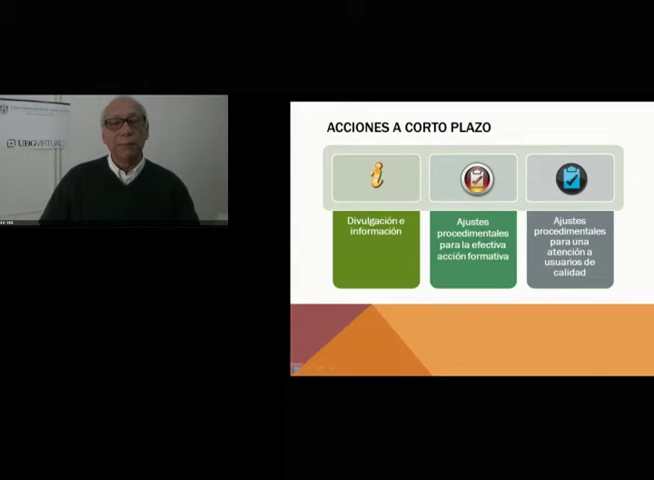 UDGVIRTUAL
ACCIONES A CORTO PLAZO
Divulgación e
información
Ajustes
procedimentales
para la efectiva
acción formativa
Ajustes
procedimentales
para una
atención a
usuarios de
calidad